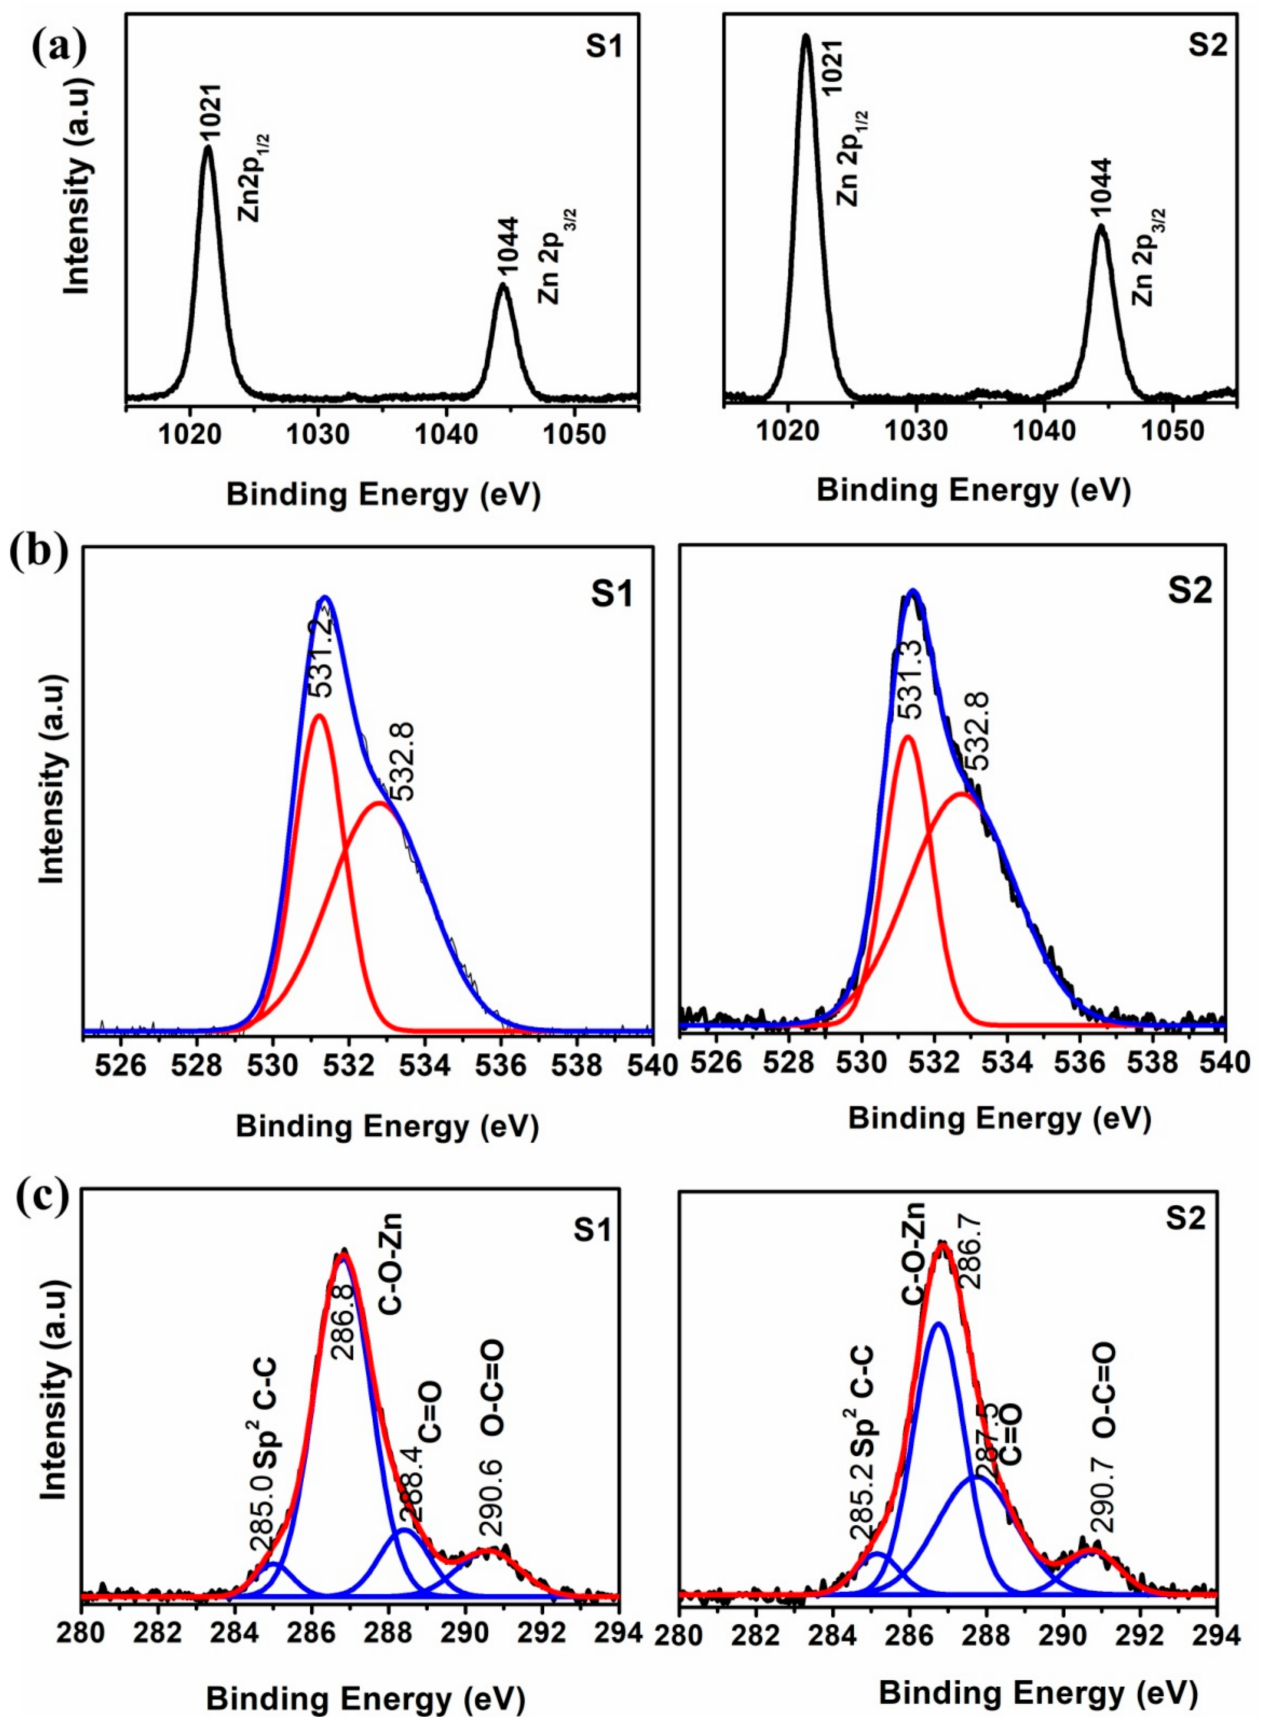 (a)
Intensity (a.u)
S1
1021
Zn2p1/2
1044
Zn 2p3/2
1020 1030 1040 1050
Binding Energy (eV)
S2
1021
Zn 2p1/2
1044
Zn 2p3/2
1020 1030 1040 1050
Binding Energy (eV)
(b)
Intensity (a.u)
S1
531.2
532.8
526 528 530 532 534 536 538 540
Binding Energy (eV)
S2
531.3
532.8
526 528 530 532 534 536 538 540
Binding Energy (eV)
(c)
Intensity (a.u)
S1
285.0 Sp2 C-C
286.8
C-O-Zn
288.4
C=O
290.6 O-C=O
280 282 284 286 288 290 292 294
Binding Energy (eV)
S2
285.2 Sp2 C-C
C-O-Zn
286.7
287.5
C=O
290.7 O-C=O
280 282 284 286 288 290 292 294
Binding Energy (eV)